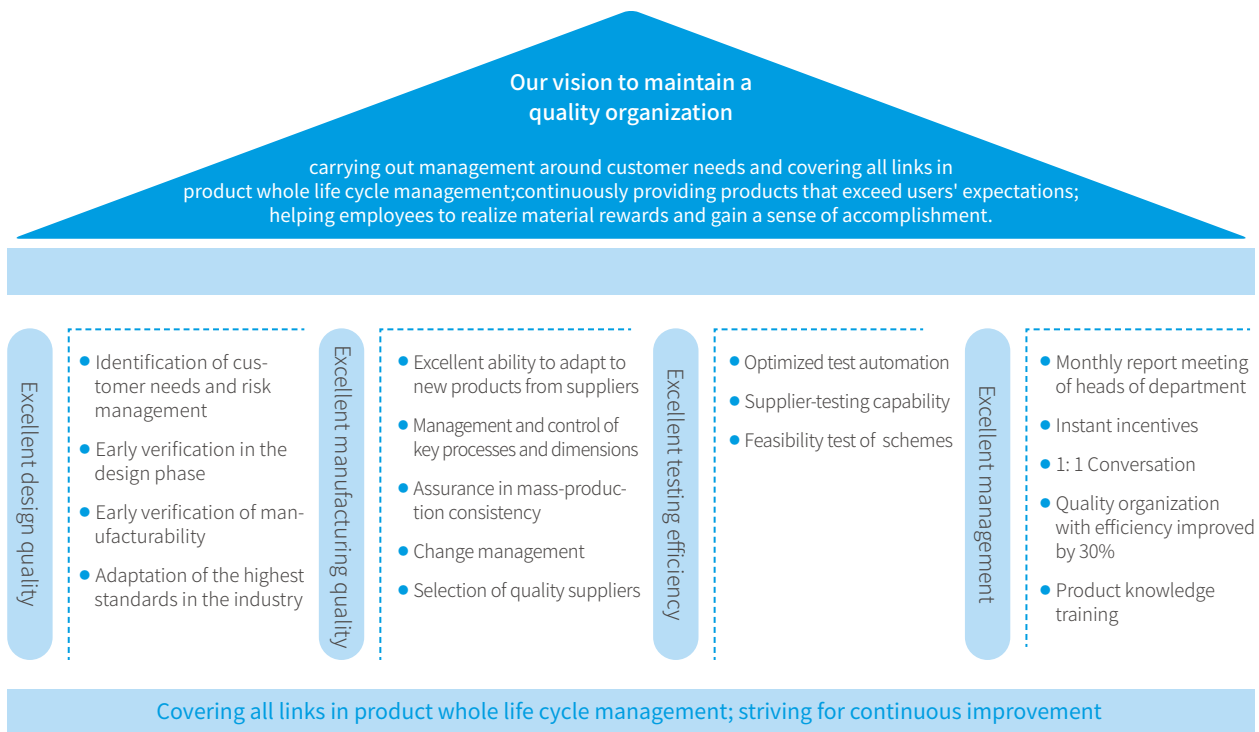 Our vision to maintain a
quality organization
carrying out management around customer needs and covering all links in
product whole life cycle management;continuously providing products that exceed users' expectations;
helping employees to realize material rewards and gain a sense of accomplishment.
Excellent design quality
Identification of cus-
tomer needs and risk
management
Early verification in the
design phase
Early verification of man-
ufacturability
Adaptation of the highest
standards in the industry
Excellent manufacturing quality
Excellent ability to adapt to
new products from suppliers
Management and control of
key processes and dimensions
Assurance in mass-produc-
tion consistency
Change management
Selection of quality suppliers
Excellent testing efficiency
Optimized test automation
Supplier-testing capability
Feasibility test of schemes
Excellent management
Monthly report meeting
of heads of department
Instant incentives
1: 1 Conversation
Quality organization
with efficiency improved
by 30%
Product knowledge
training
Covering all links in product whole life cycle management; striving for continuous improvement